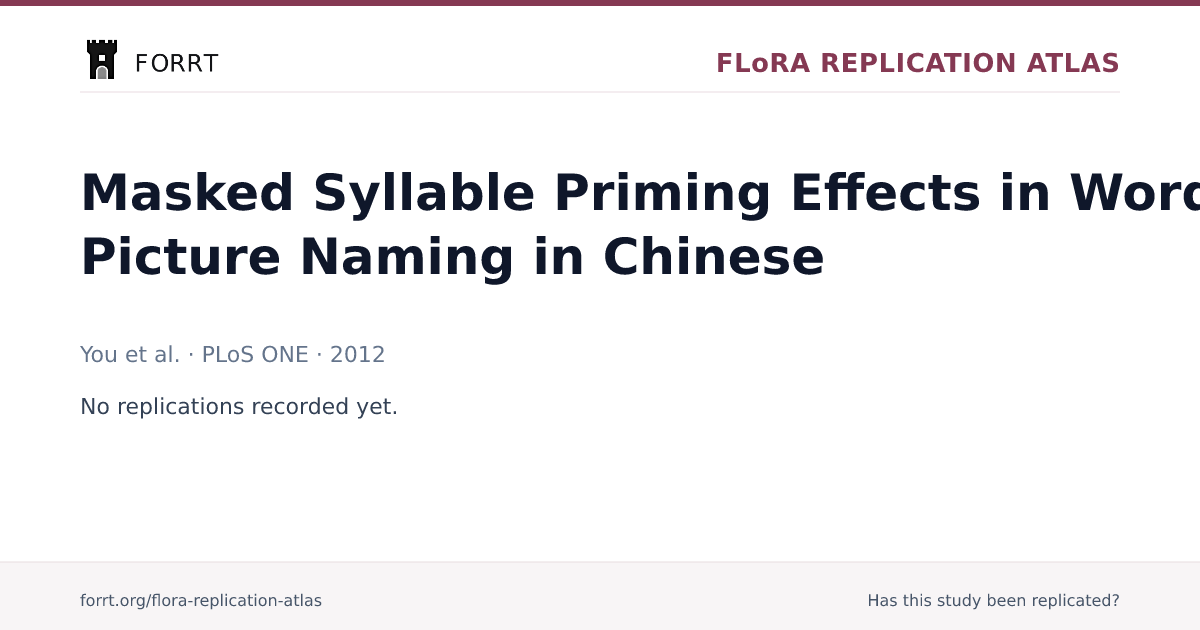 FORRT
FLoRA REPLICATION ATLAS
Masked Syllable Priming Effects in
Picture Naming in Chinese
You et al. · PLoS ONE · 2012
No replications recorded yet.
forrt.org/flora-replication-atlas
Has this study been replicated?